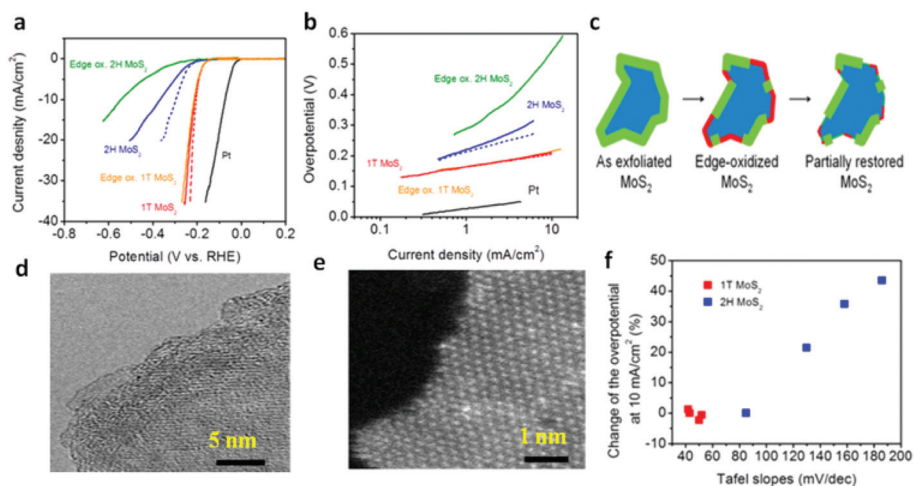 a
Current density (mA/cm²)
0
-10
-20
-30
-40
Edge ox. 2H MoS₂
2H MoS₂
Edge ox. 1T MoS₂
1T MoS₂
Pt
-0.8 -0.6 -0.4 -0.2 0.0 0.2
Potential (V vs. RHE)
b
Overpotential (V)
0.6
0.5
0.4
0.3
0.2
0.1
0.0
Edge ox. 2H MoS₂
2H MoS₂
1T MoS₂
Edge ox. 1T MoS₂
Pt
0.1 1 10
Current density (mA/cm²)
c
As exfoliated
MoS₂
Edge-oxidized
MoS₂
Partially restored
MoS₂
d
5 nm
e
1 nm
f
Change of the overpotential
at 10 mA/cm² (%)
50
40
30
20
10
0
-10
1T MoS₂
2H MoS₂
40 60 80 100 120 140 160 180 200
Tafel slopes (mV/dec)